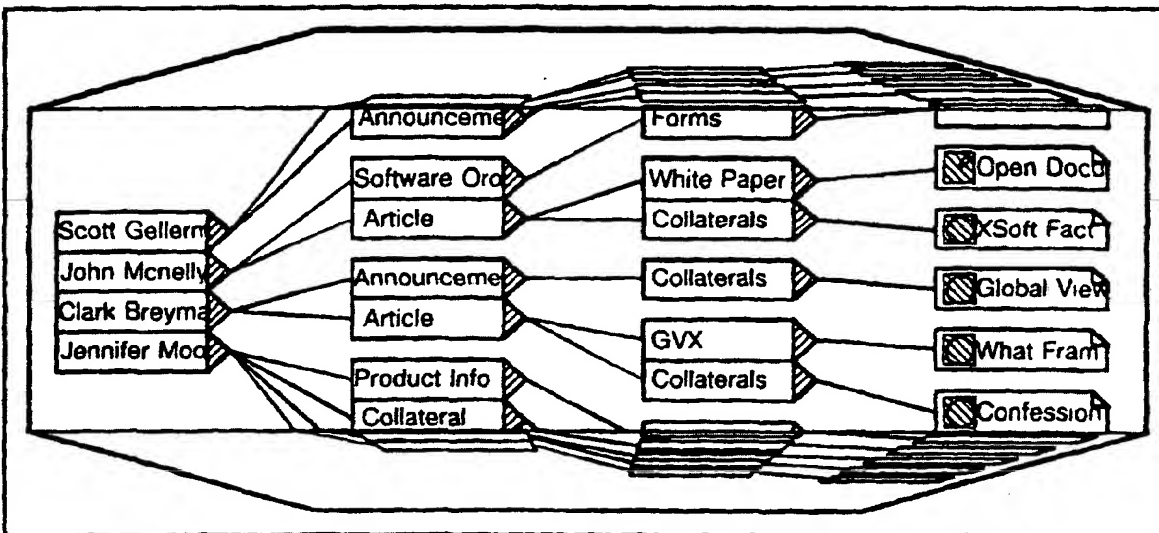 Scott Gellerm
John Mcnelly
Clark Breyma
Jennifer Moo
Announceme
Software Oro
Article
Announceme
Article
Product Info
Collateral
Forms
White Paper
Collaterals
Collaterals
GVX
Collaterals
Open Docu
XSoft Fact
Global View
What Fram
Confession